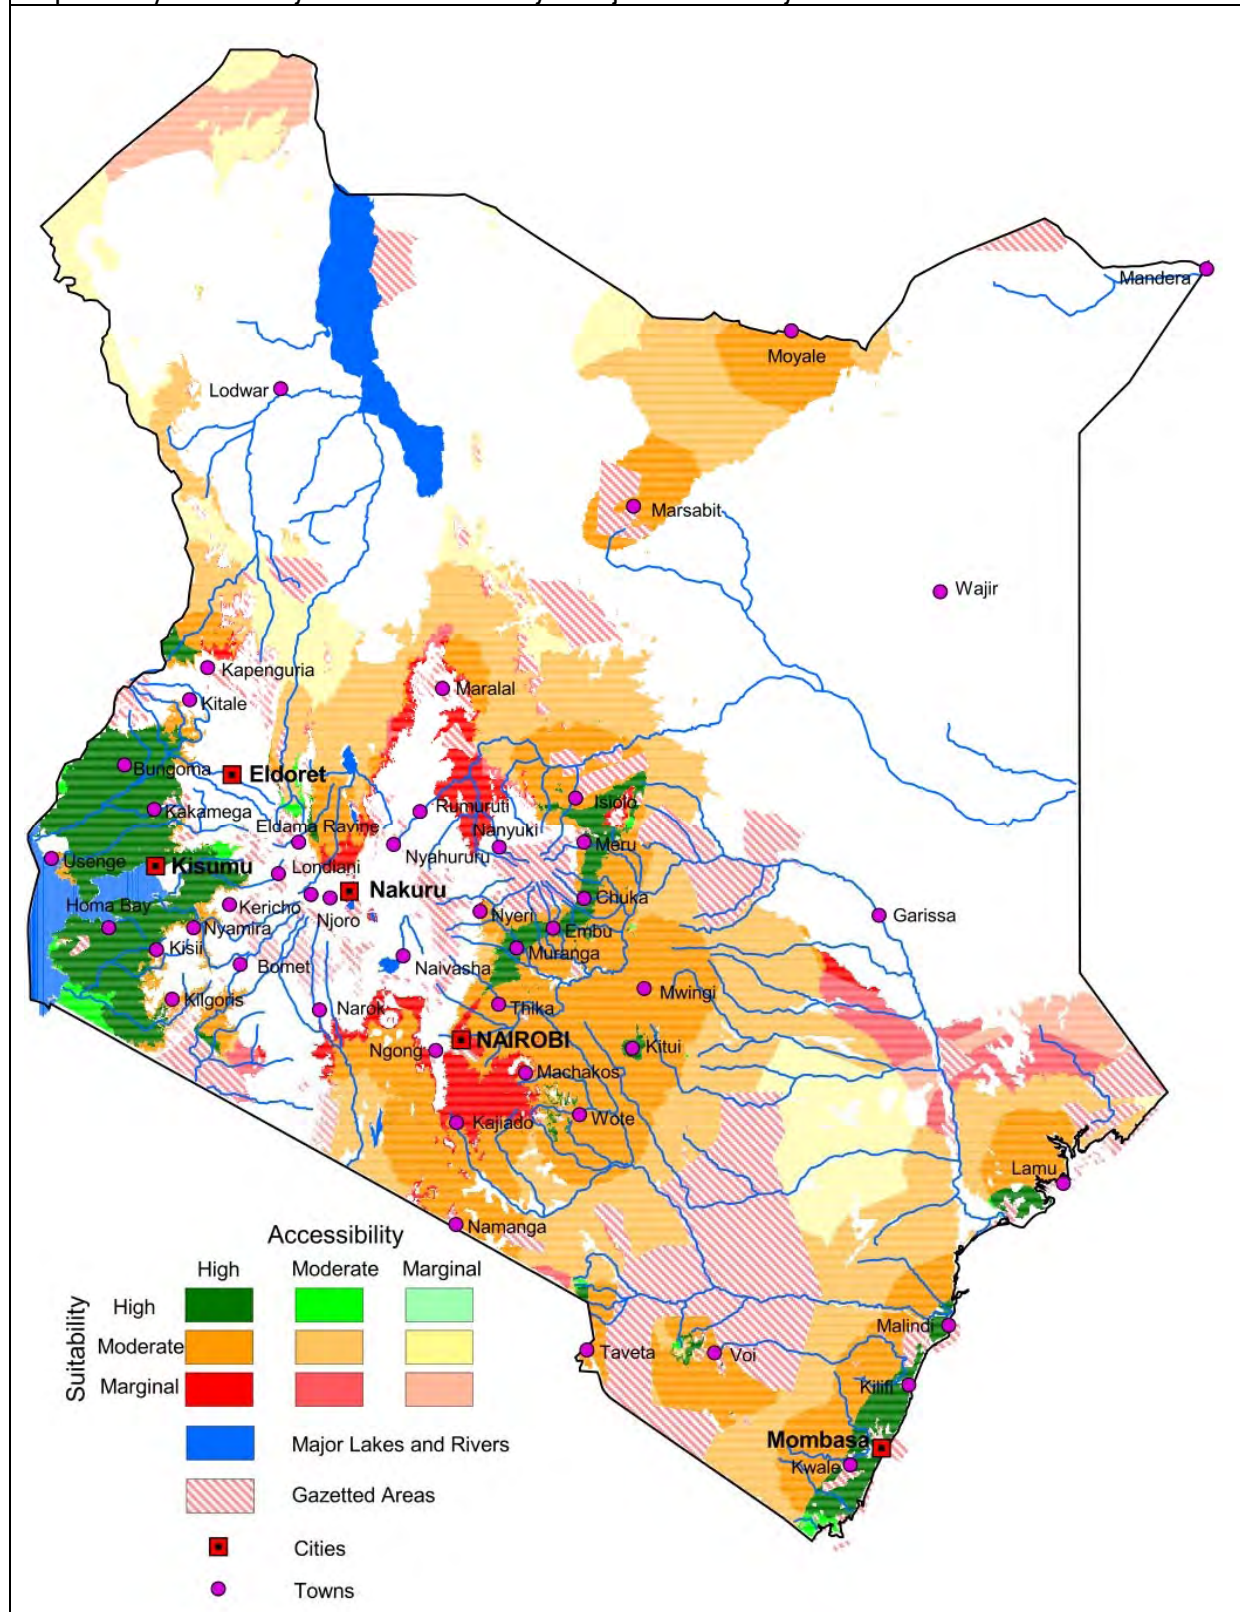 Mandera
Moyale
Lodwar
Marsabit
Wajir
Kapenguria
Kitale
Maralal
Bungoma
Eldoret
Isiolo
Kakamega
Rumuruti
Eldama Ravine
Nanyuki
Nyahururu
Meru
Usenge
Kisumu
Londiani
Nakuru
Homa Bay
Kericho
Njoro
Nyeri
Chuka
Garissa
Nyamira
Embu
Kisii
Muranga
Bomet
Naivasha
Kilgoris
Mwingi
Narok
Thika
NAIROBI
Ngong
Kitui
Machakos
Kajiado
Wote
Lamu
Namanga
Malindi
Taveta
Voi
Kilifi
Mombasa
Kwale
Accessibility
High Moderate Marginal
Suitability
High
Moderate
Marginal
Major Lakes and Rivers
Gazetted Areas
Cities
Towns